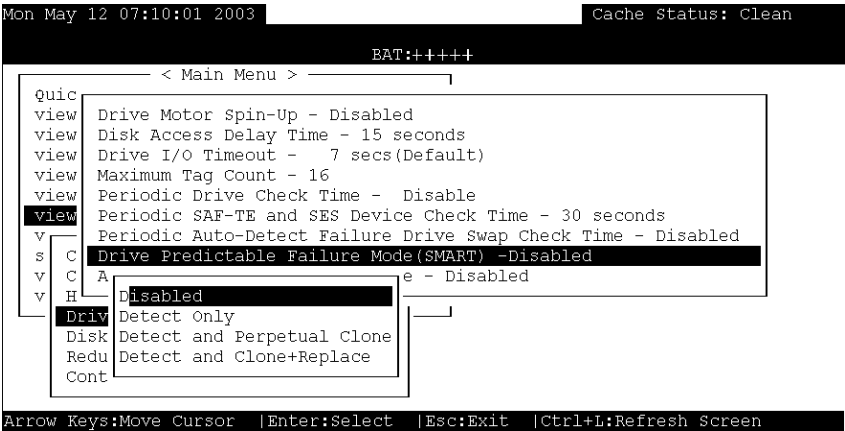 Mon May 12 07:10:01 2003 Cache Status: Clean
BAT:+++++
< Main Menu >
Quic
view Drive Motor Spin-Up - Disabled
view Disk Access Delay Time - 15 seconds
view Drive I/O Timeout - 7 secs(Default)
view Maximum Tag Count - 16
view Periodic Drive Check Time - Disable
view Periodic SAF-TE and SES Device Check Time - 30 seconds
v Periodic Auto-Detect Failure Drive Swap Check Time - Disabled
s C Drive Predictable Failure Mode(SMART) -Disabled
v C A e - Disabled
v H Disabled
Driv Detect Only
Disk Detect and Perpetual Clone
Redu Detect and Clone+Replace
Cont
Arrow Keys:Move Cursor |Enter:Select |Esc:Exit |Ctrl+L:Refresh Screen